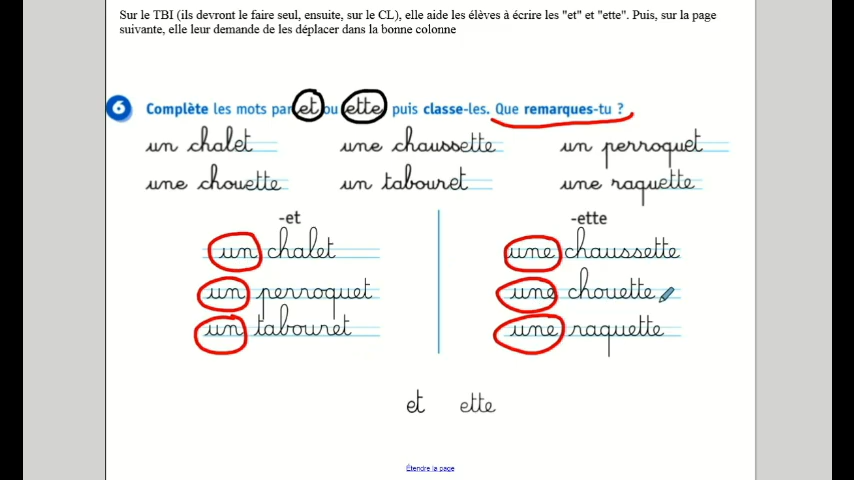 Sur le TBI (ils devront le faire seul, ensuite, sur le CL), elle aide les élèves à écrire les "et" et "ette". Puis, sur la page
suivante, elle leur demande de les déplacer dans la bonne colonne
6 Complète les mots par et ou ette puis classe-les. Que remarques-tu ?
un chalet une chaussette un perroquet
une chouette un tabouret une raquette
-et -ette
un chalet une chaussette
un perroquet une chouette
un tabouret une raquette
et ette
Étendre la page